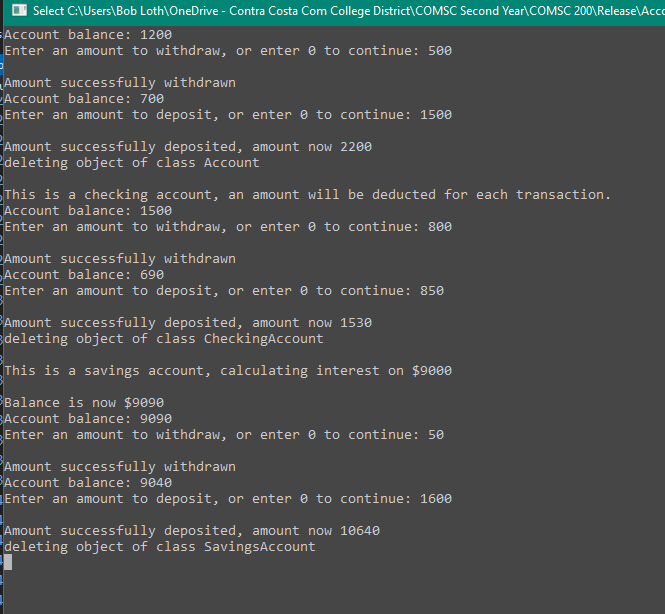 Select C:\Users\Bob Loth\OneDrive - Contra Costa Com College District\COMSC Second Year\COMSC 200\Release\Acco
Account balance: 1200
Enter an amount to withdraw, or enter 0 to continue: 500
Amount successfully withdrawn
Account balance: 700
Enter an amount to deposit, or enter 0 to continue: 1500
Amount successfully deposited, amount now 2200
deleting object of class Account
This is a checking account, an amount will be deducted for each transaction.
Account balance: 1500
Enter an amount to withdraw, or enter 0 to continue: 800
Amount successfully withdrawn
Account balance: 690
Enter an amount to deposit, or enter 0 to continue: 850
Amount successfully deposited, amount now 1530
deleting object of class CheckingAccount
This is a savings account, calculating interest on $9000
Balance is now $9090
Account balance: 9090
Enter an amount to withdraw, or enter 0 to continue: 50
Amount successfully withdrawn
Account balance: 9040
Enter an amount to deposit, or enter 0 to continue: 1600
Amount successfully deposited, amount now 10640
deleting object of class SavingsAccount